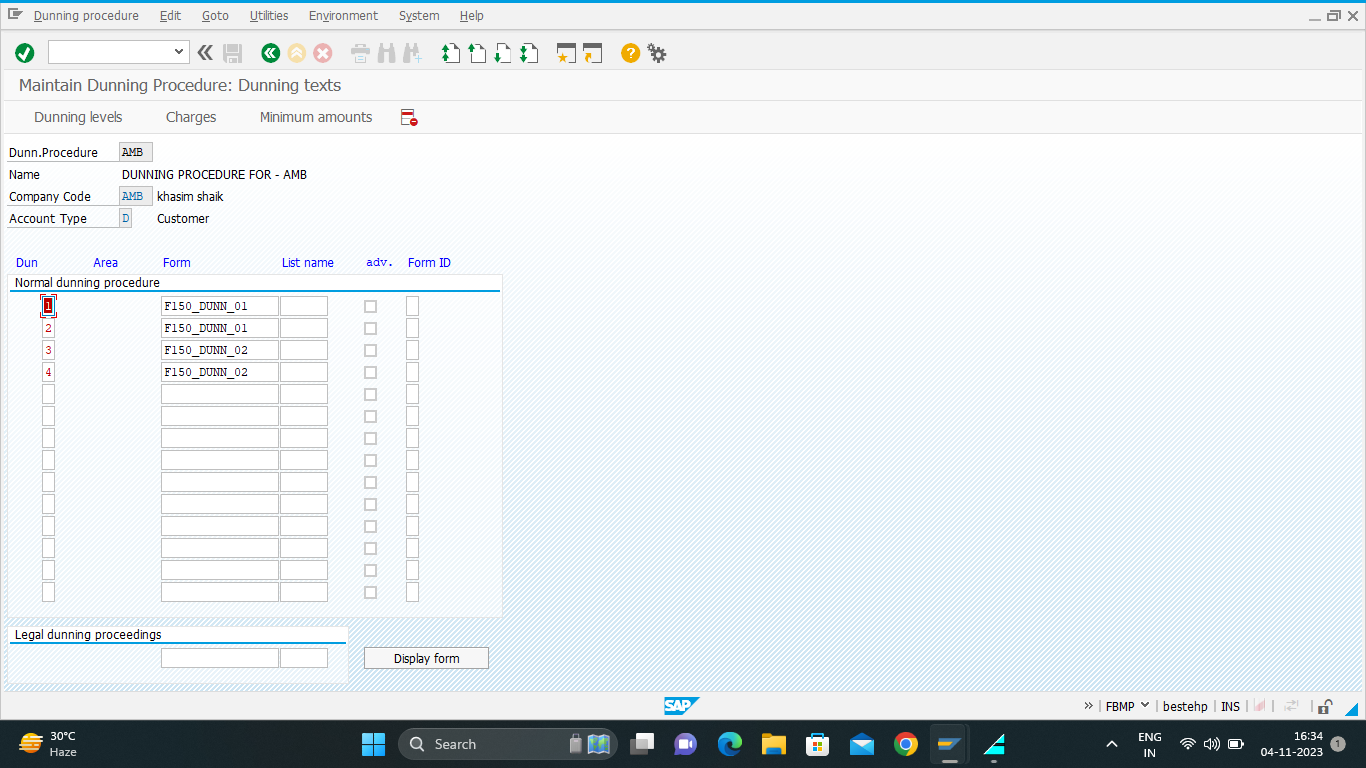 Dunning procedure Edit Goto Utilities Environment System Help
Maintain Dunning Procedure: Dunning texts
Dunning levels Charges Minimum amounts
Dunn.Procedure AMB
Name DUNNING PROCEDURE FOR - AMB
Company Code AMB khasim shaik
Account Type D Customer
Dun Area Form List name adv. Form ID
Normal dunning procedure
1 F150_DUNN_01
2 F150_DUNN_01
3 F150_DUNN_02
4 F150_DUNN_02
Legal dunning proceedings
Display form
SAP FBMP bestehp INS
30°C
Haze
Search
ENG
IN
16:34
04-11-2023
1